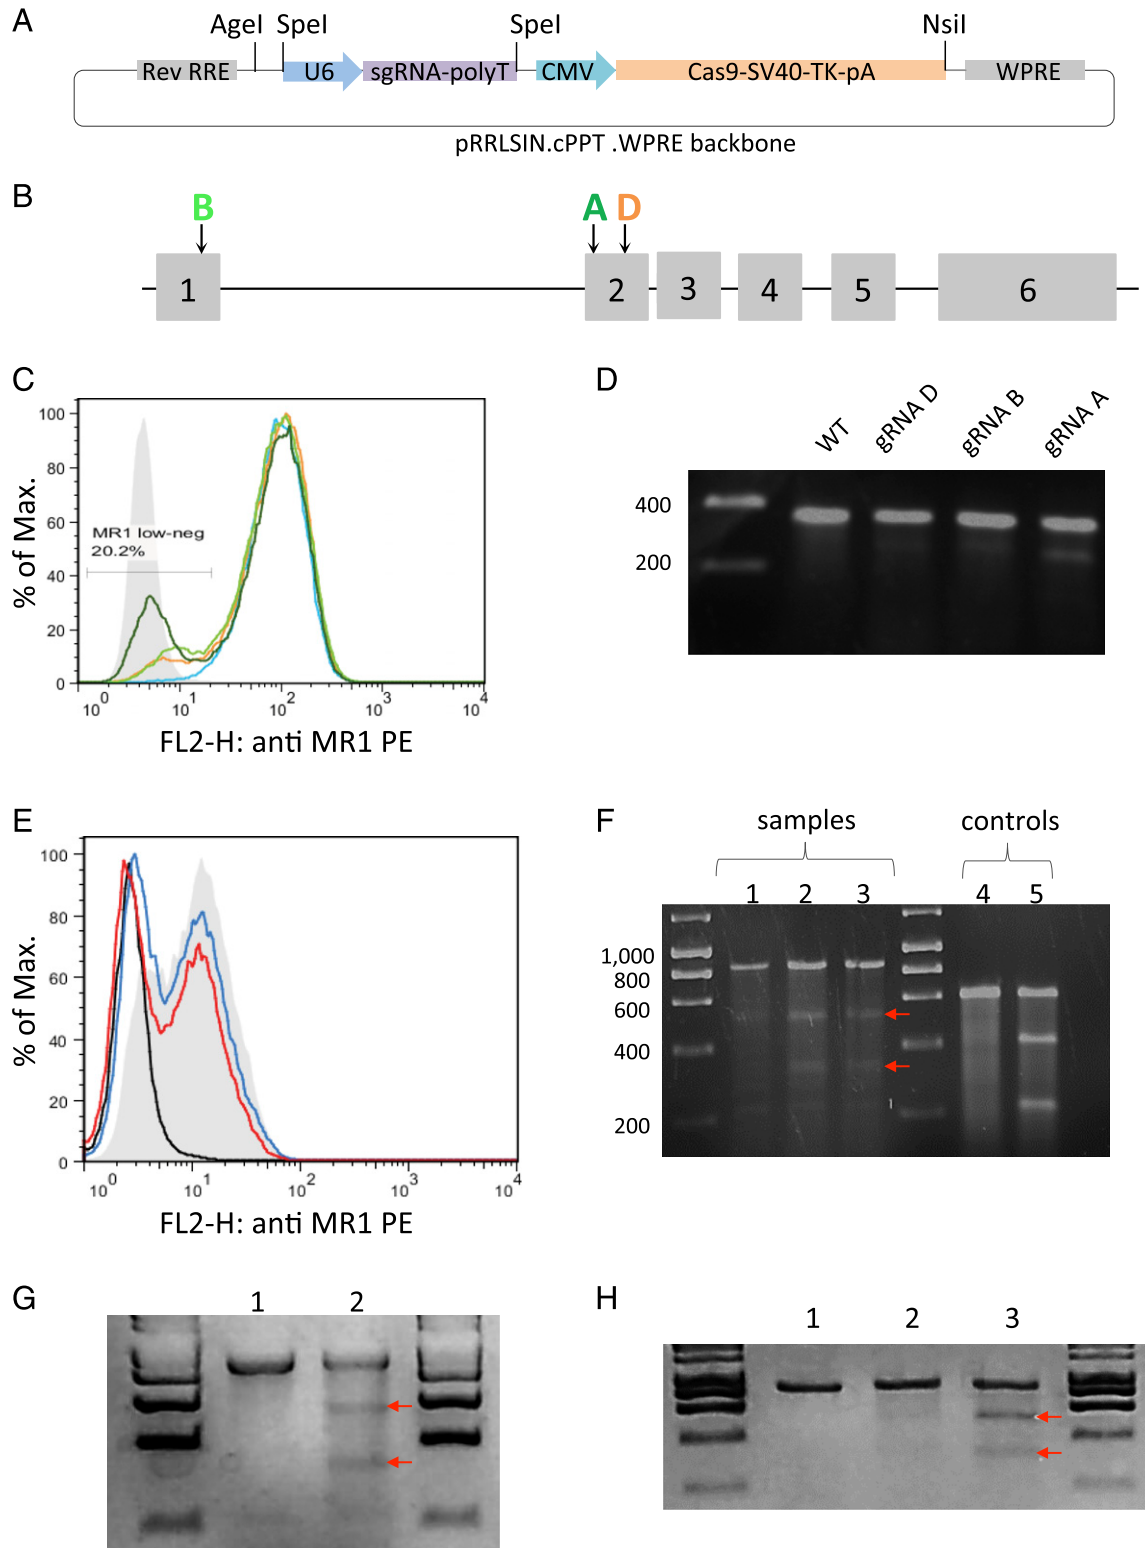 A
AgeI SpeI SpeI NsiI
Rev RRE U6 sgRNA-polyT CMV Cas9-SV40-TK-pA WPRE
pRRLSIN.cPPT .WPRE backbone
B
B A D
1 2 3 4 5 6
C
% of Max.
100
80
60
40
20
0
MR1 low-neg
20.2%
10^0 10^1 10^2 10^3 10^4
FL2-H: anti MR1 PE
D
WT gRNA D gRNA B gRNA A
400
200
E
% of Max.
100
80
60
40
20
0
10^0 10^1 10^2 10^3 10^4
FL2-H: anti MR1 PE
F
samples controls
1 2 3 4 5
1,000
800
600
400
200
G
1 2
H
1 2 3